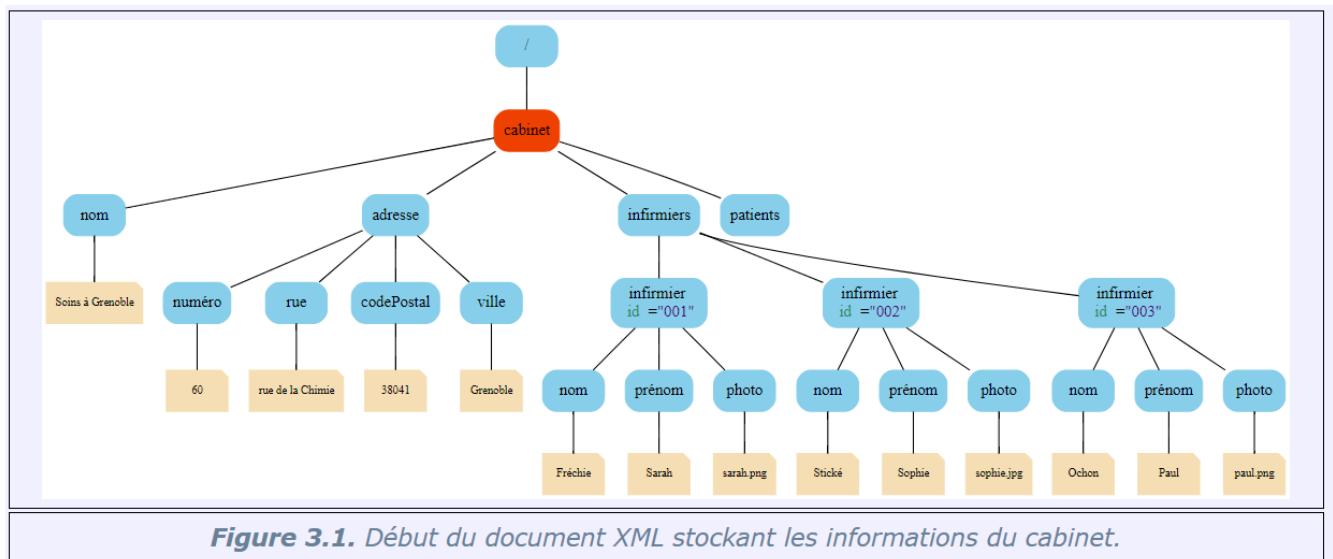 /
cabinet
nom adresse infirmiers patients
Soins à Grenoble numéro rue codePostal ville infirmier id ="001" infirmier id ="002" infirmier id ="003"
60 rue de la Chimie 38041 Grenoble nom prénom photo nom prénom photo nom prénom photo
Fréchie Sarah sarah.png Stické Sophie sophie.jpg Ochon Paul paul.png
Figure 3.1. Début du document XML stockant les informations du cabinet.